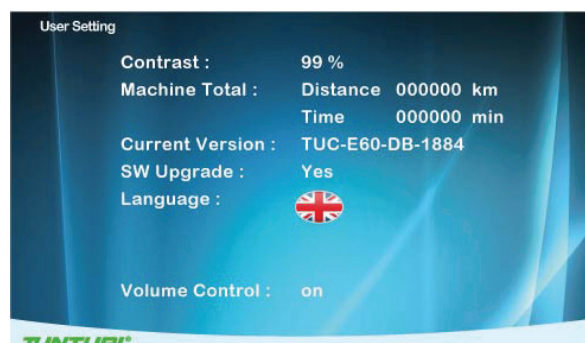 User Setting
Contrast : 99 %
Machine Total : Distance 000000 km
Time 000000 min
Current Version : TUC-E60-DB-1884
SW Upgrade : Yes
Language :
Volume Control : on
TUNTURI®